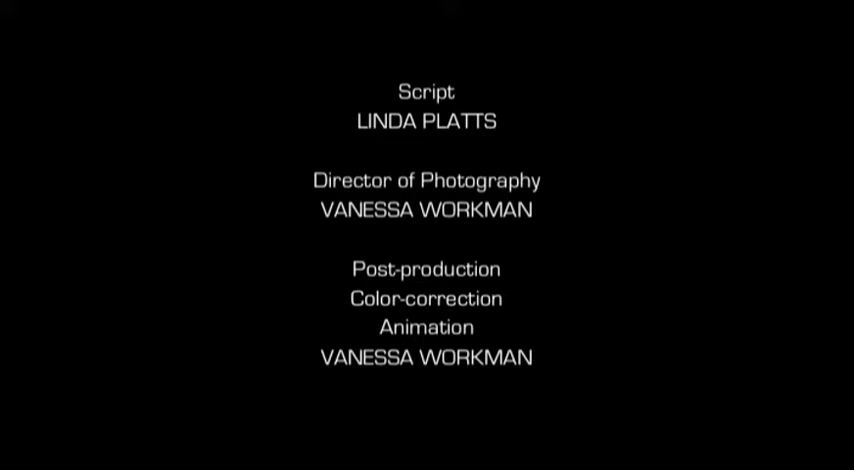 Script
LINDA PLATTS
Director of Photography
VANESSA WORKMAN
Post-production
Color-correction
Animation
VANESSA WORKMAN